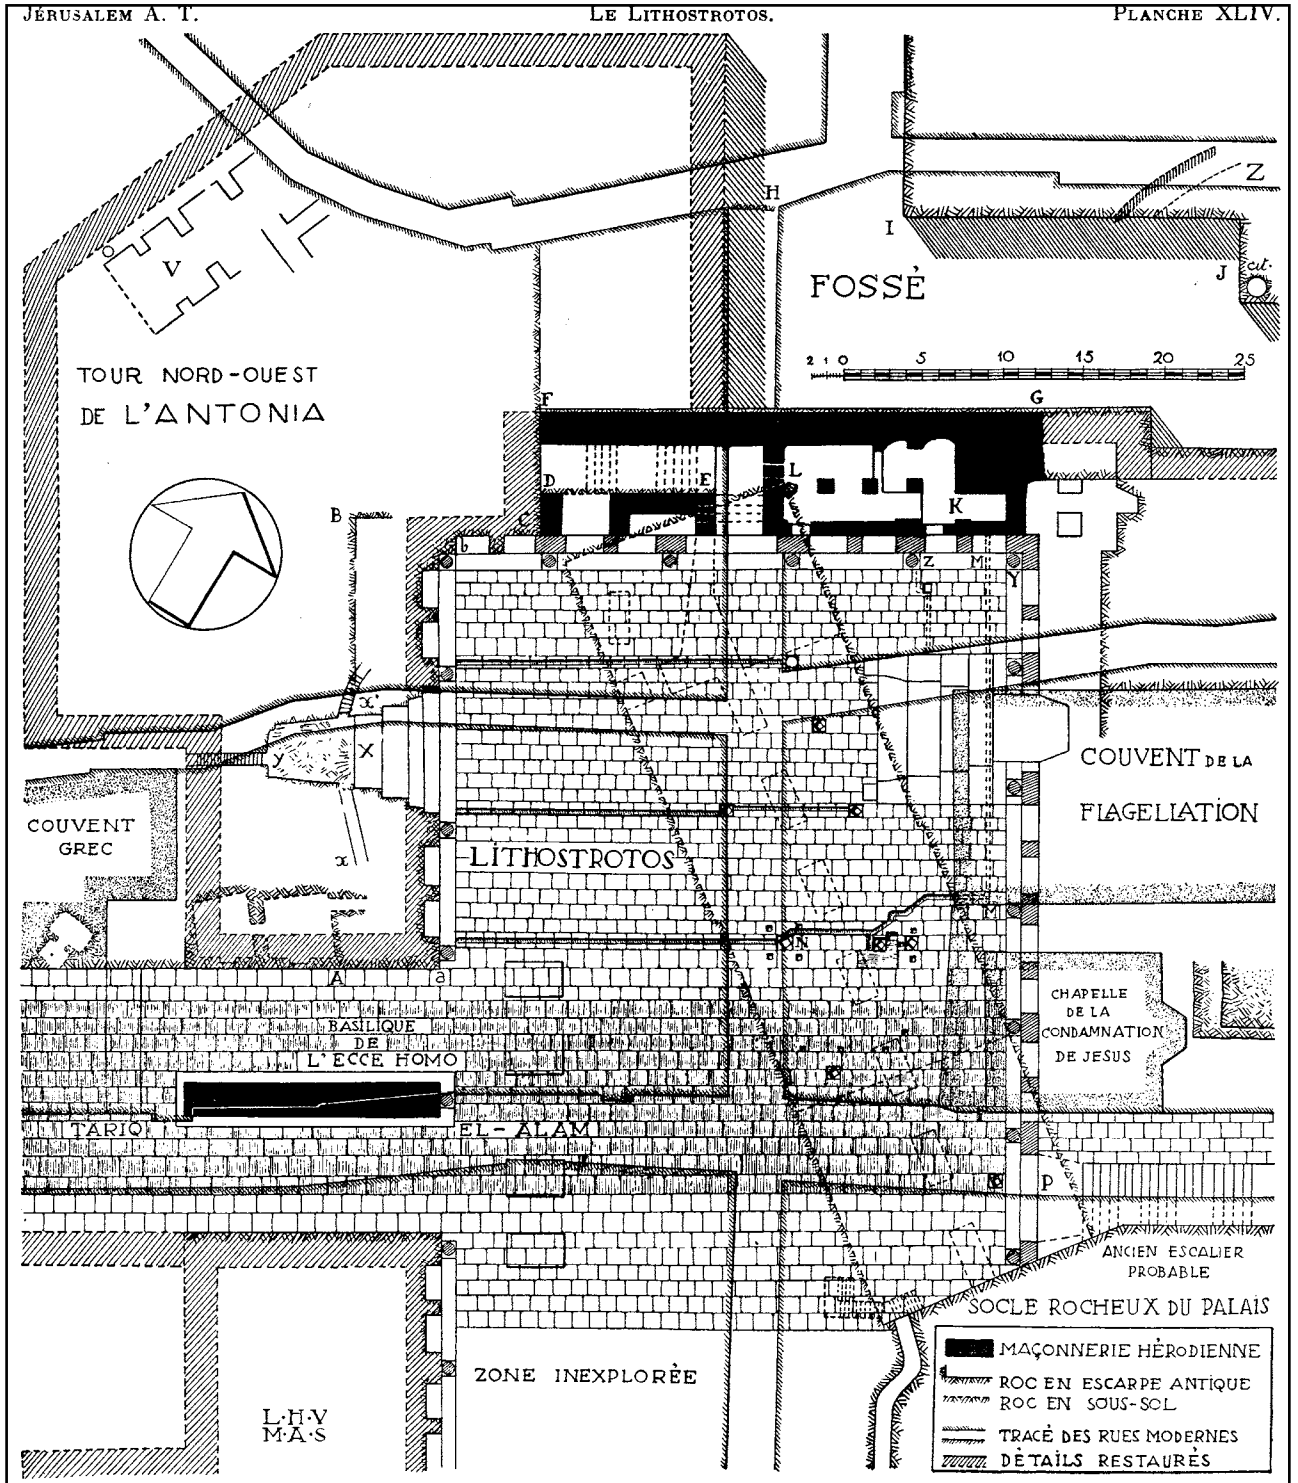 JÉRUSALEM A. T.
LE LITHOSTROTOS.
PLANCHE XLIV.
H
Z
I
V
J
cit.
FOSSÉ
2 1 0 5 10 15 20 25
TOUR NORD-OUEST
DE L'ANTONIA
F
G
D
E
L
K
B
C
b
Z
M
Y
x'
X
y
COUVENT DE LA
FLAGELLATION
COUVENT
GREC
x
LITHOSTROTOS
M
N
A
a
BASILIQUE
DE
L'ECCE HOMO
CHAPELLE
DE LA
CONDAMNATION
DE JESUS
TARIQ
EL-ALAM
P
ANCIEN ESCALIER
PROBABLE
SOCLE ROCHEUX DU PALAIS
ZONE INEXPLORÉE
L·H·V
M·A·S
MAÇONNERIE HÉRODIENNE
ROC EN ESCARPE ANTIQUE
ROC EN SOUS-SOL
TRACÉ DES RUES MODERNES
DÉTAILS RESTAURÉS